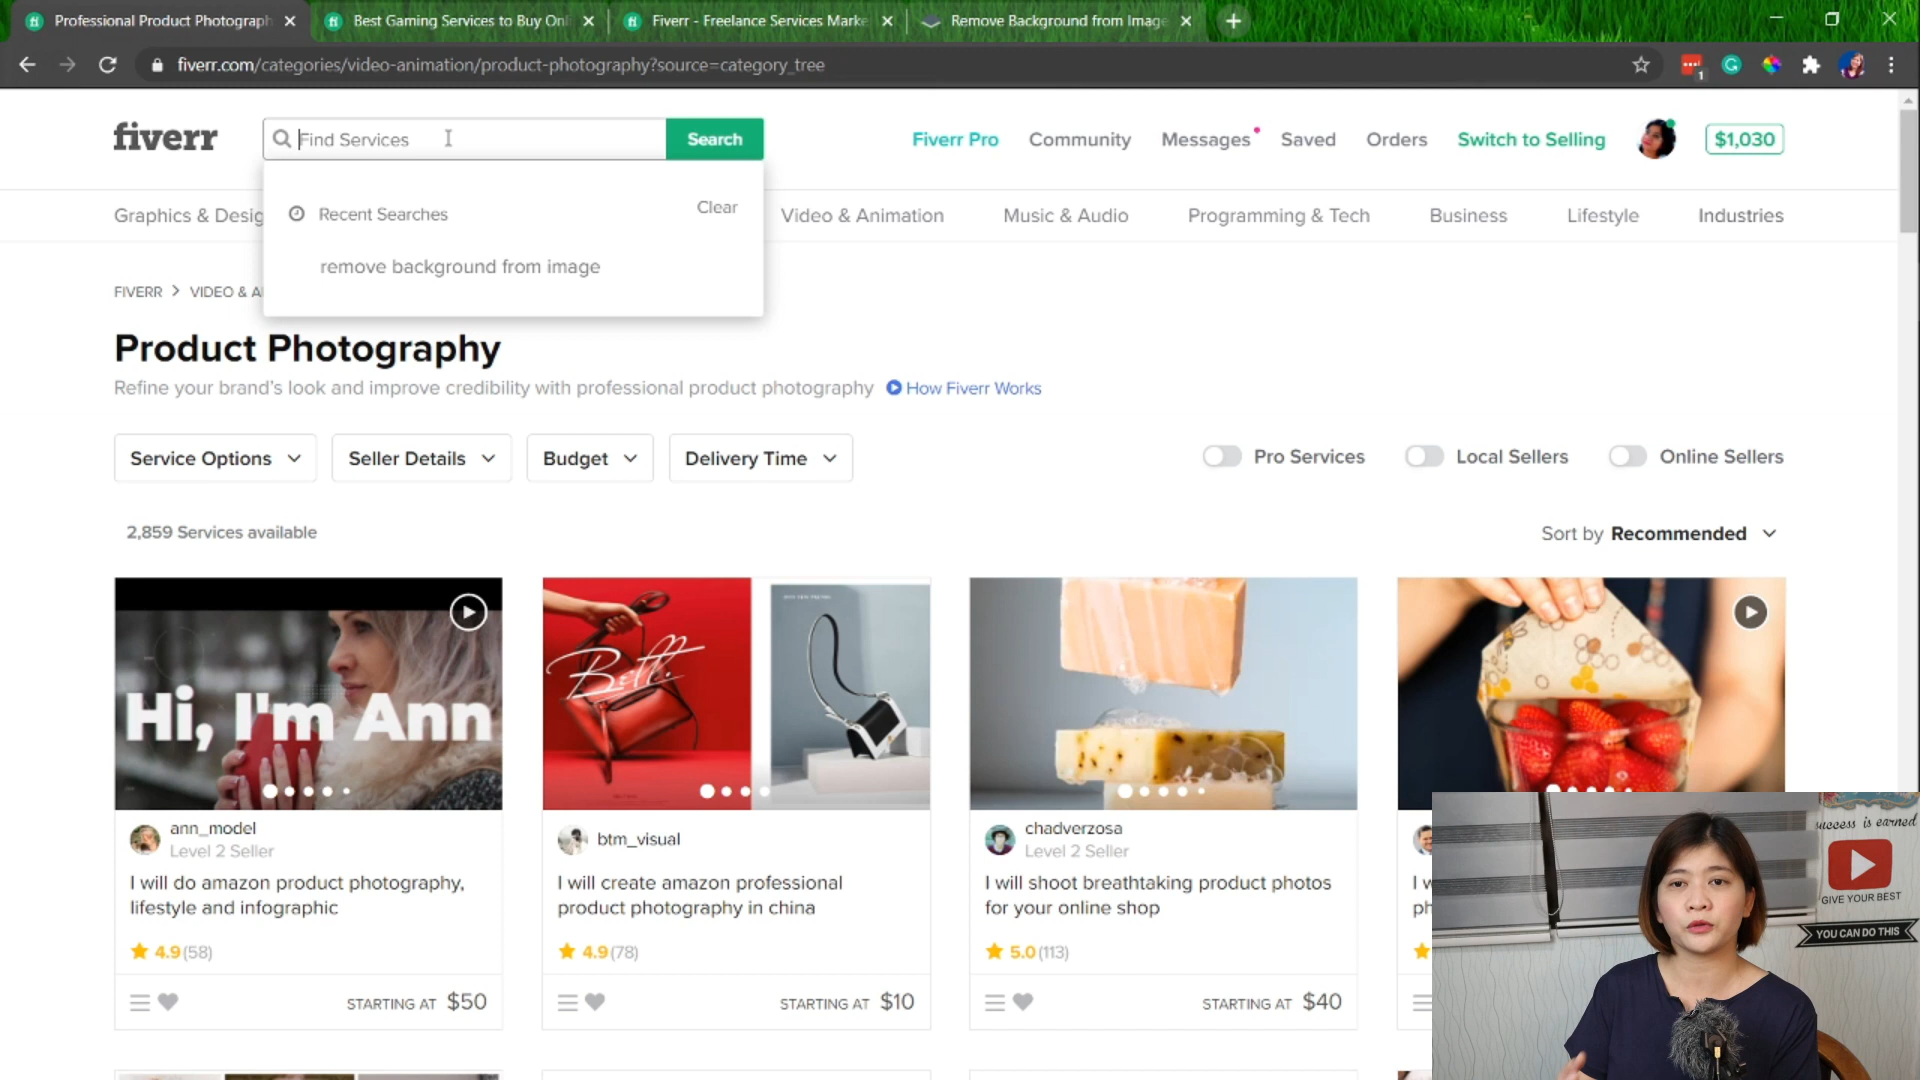 Professional Product Photograph
Best Gaming Services to Buy Onl
Fiverr - Freelance Services Marke
Remove Background from Image
fiverr.com/categories/video-animation/product-photography?source=category_tree
1
fiverr
Find Services
Search
Fiverr Pro
Community
Messages
Saved
Orders
Switch to Selling
$1,030
Recent Searches
Clear
remove background from image
Graphics & Desig
Video & Animation
Music & Audio
Programming & Tech
Business
Lifestyle
Industries
FIVERR > VIDEO & A
Product Photography
Refine your brand's look and improve credibility with professional product photography
How Fiverr Works
Service Options
Seller Details
Budget
Delivery Time
Pro Services
Local Sellers
Online Sellers
2,859 Services available
Sort by Recommended
Hi, I'm Ann
Bell.
ann_model
Level 2 Seller
I will do amazon product photography,
lifestyle and infographic
4.9 (58)
STARTING AT $50
btm_visual
I will create amazon professional
product photography in china
4.9 (78)
STARTING AT $10
chadverzosa
Level 2 Seller
I will shoot breathtaking product photos
for your online shop
5.0 (113)
STARTING AT $40
I w
ph
success is earned
GIVE YOUR BEST
YOU CAN DO THIS